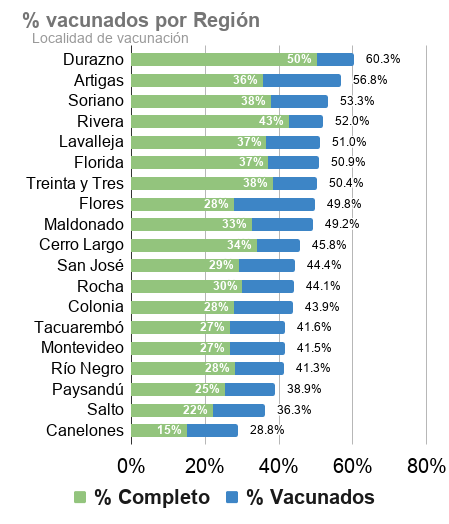 % vacunados por Región
Localidad de vacunación
Durazno 50% 60.3%
Artigas 36% 56.8%
Soriano 38% 53.3%
Rivera 43% 52.0%
Lavalleja 37% 51.0%
Florida 37% 50.9%
Treinta y Tres 38% 50.4%
Flores 28% 49.8%
Maldonado 33% 49.2%
Cerro Largo 34% 45.8%
San José 29% 44.4%
Rocha 30% 44.1%
Colonia 28% 43.9%
Tacuarembó 27% 41.6%
Montevideo 27% 41.5%
Río Negro 28% 41.3%
Paysandú 25% 38.9%
Salto 22% 36.3%
Canelones 15% 28.8%
0% 20% 40% 60% 80%
% Completo % Vacunados